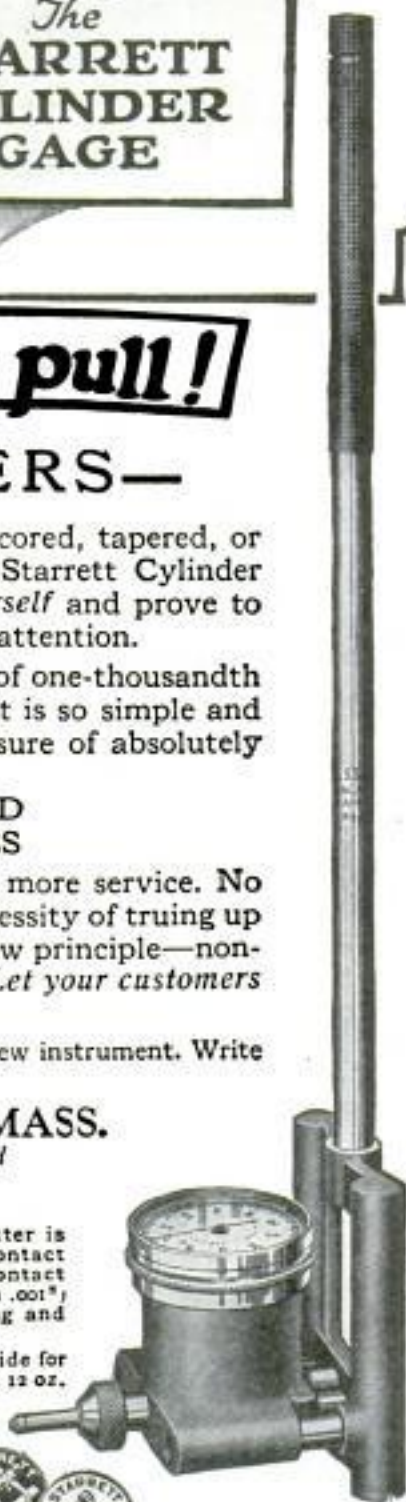 The
ARRETT
LINDER
GAGE
pull!
ERS—
cored, tapered, or
Starrett Cylinder
rself and prove to
attention.
of one-thousandth
t is so simple and
sure of absolutely
D
S
more service. No
essity of truing up
w principle—non-
Let your customers
ew instrument. Write
MASS.
d
ter is
ontact
ontact
.001";
g and
ide for
12 oz.
STARRETT